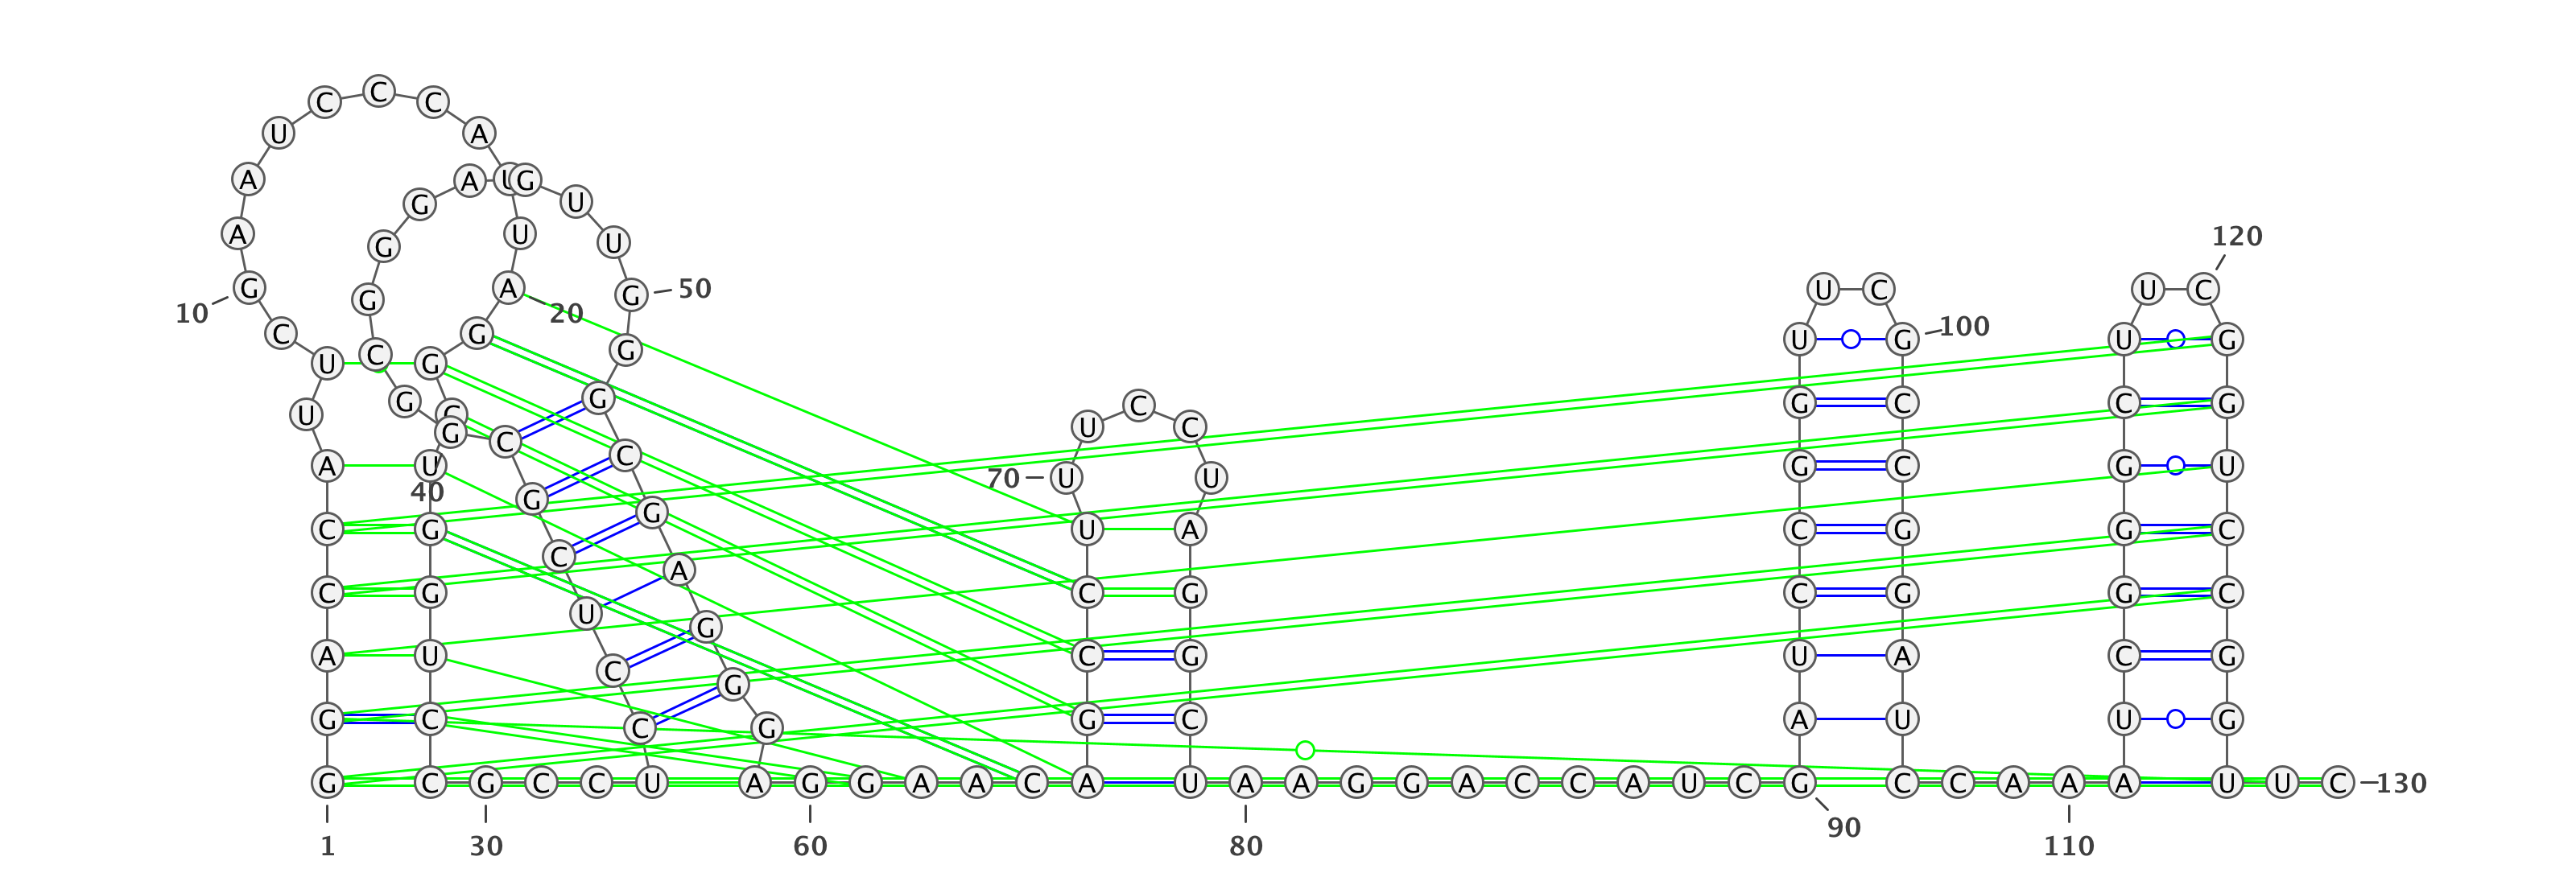 C
C C
U A
A A U G
G U
A U 120
G U
G A G 50 U C U C
G
10 20 100
C G U G U G
C G
U G
G G C G C C G
U C
U C
G
C
C
A U G C G U
70 U U
40
G
G
C G U A C G G C
C
A
C G C G C G G C
U
G
A U C G U A C G
C
G
G C G C A U U G
C G
G C G C C U A G G A A C A U A A G G A C C A U C G C C A A A A U U C 130
90
1 30 60 80 110